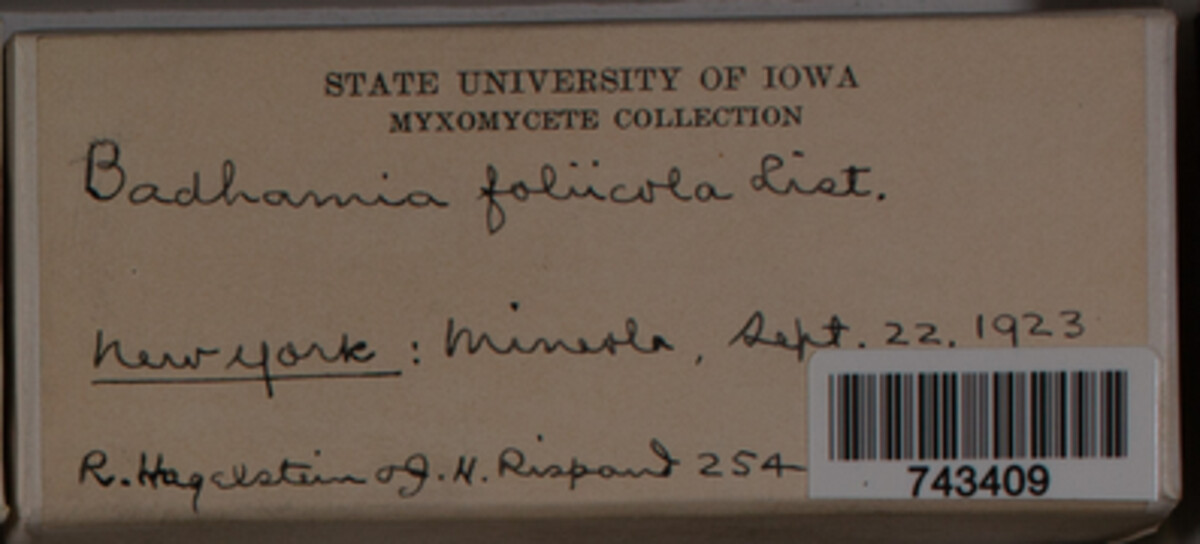 STATE UNIVERSITY OF IOWA
MYXOMYCETE COLLECTION
Badhamia foliicola List.
New York : Mineola, Sept. 22, 1923
R. Hagelstein & J. H. Rispaud 254
743409